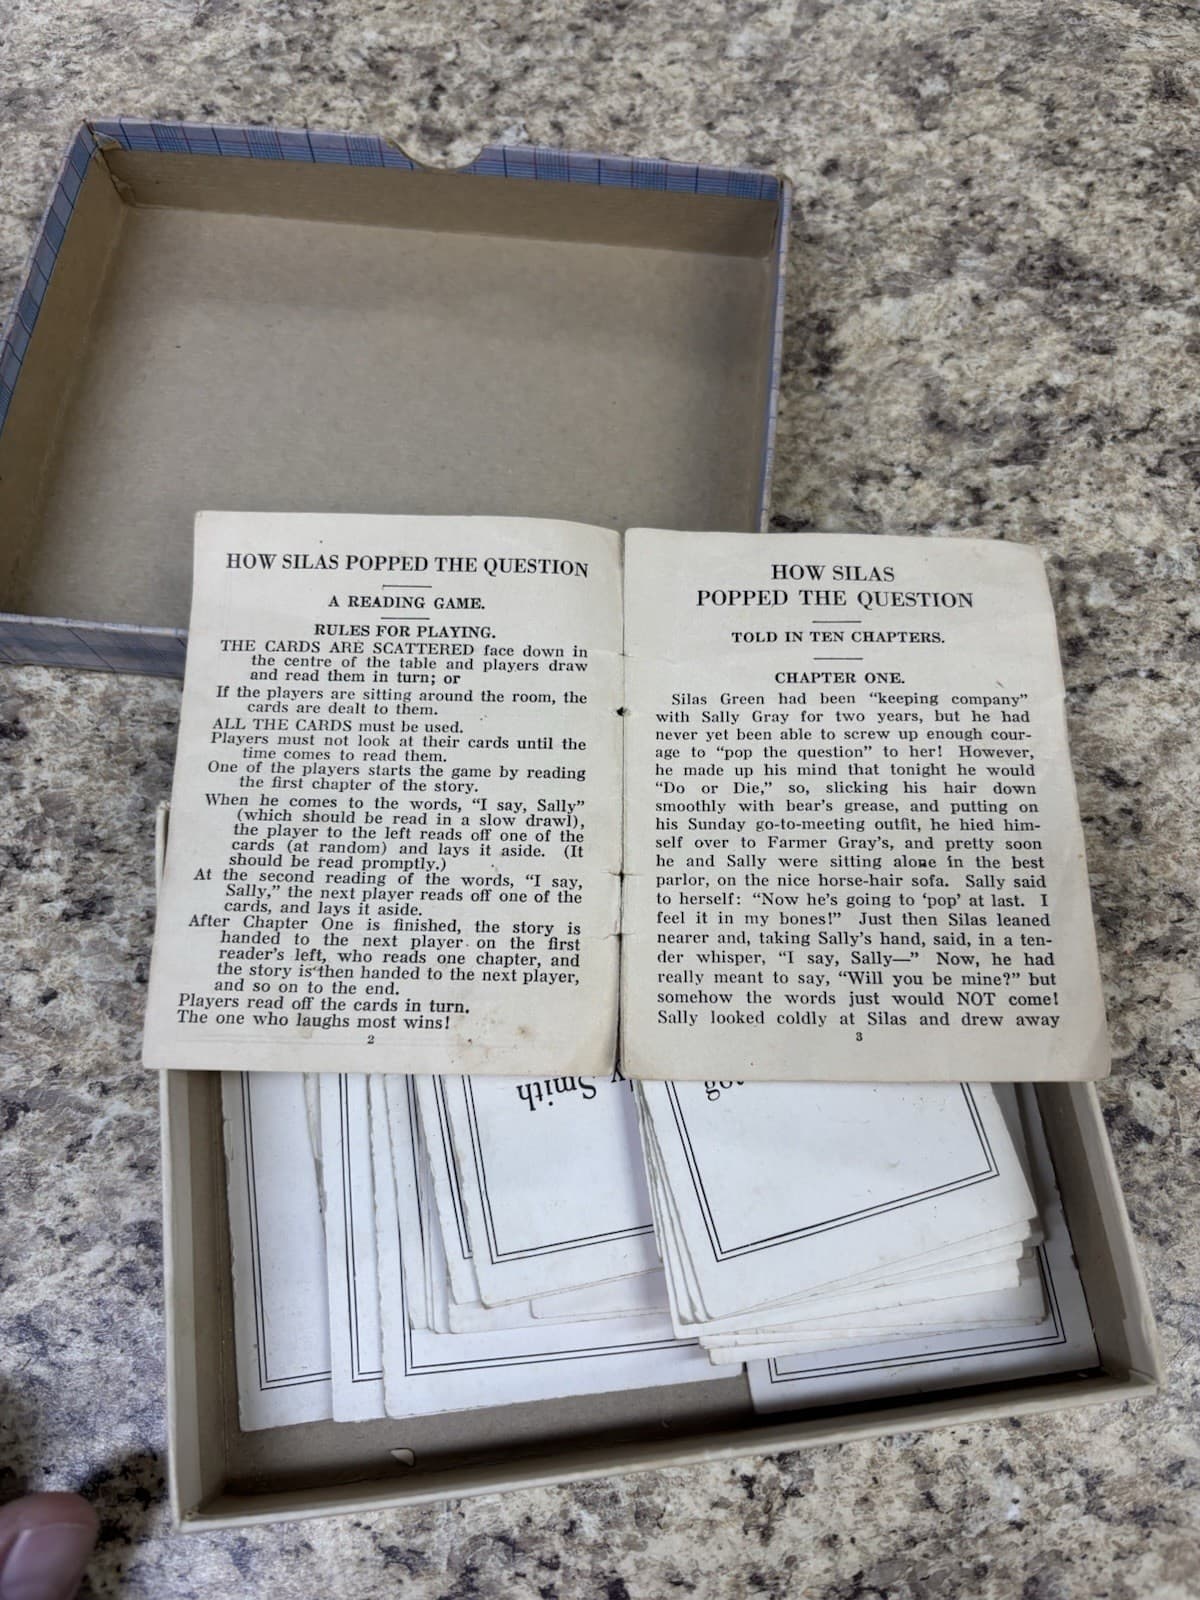 HOW SILAS POPPED THE QUESTION
A READING GAME.
RULES FOR PLAYING.
THE CARDS ARE SCATTERED face down in
the centre of the table and players draw
and read them in turn; or
If the players are sitting around the room, the
cards are dealt to them.
ALL THE CARDS must be used.
Players must not look at their cards until the
time comes to read them.
One of the players starts the game by reading
the first chapter of the story.
When he comes to the words, "I say, Sally"
(which should be read in a slow drawl),
the player to the left reads off one of the
cards (at random) and lays it aside. (It
should be read promptly.)
At the second reading of the words, "I say,
Sally," the next player reads off one of the
cards, and lays it aside.
After Chapter One is finished, the story is
handed to the next player on the first
reader's left, who reads one chapter, and
the story is then handed to the next player,
and so on to the end.
Players read off the cards in turn.
The one who laughs most wins!
2
HOW SILAS
POPPED THE QUESTION
TOLD IN TEN CHAPTERS.
CHAPTER ONE.
Silas Green had been "keeping company"
with Sally Gray for two years, but he had
never yet been able to screw up enough cour-
age to "pop the question" to her! However,
he made up his mind that tonight he would
"Do or Die," so, slicking his hair down
smoothly with bear's grease, and putting on
his Sunday go-to-meeting outfit, he hied him-
self over to Farmer Gray's, and pretty soon
he and Sally were sitting alone in the best
parlor, on the nice horse-hair sofa. Sally said
to herself: "Now he's going to 'pop' at last. I
feel it in my bones!" Just then Silas leaned
nearer and, taking Sally's hand, said, in a ten-
der whisper, "I say, Sally—" Now, he had
really meant to say, "Will you be mine?" but
somehow the words just would NOT come!
Sally looked coldly at Silas and drew away
3
Smith